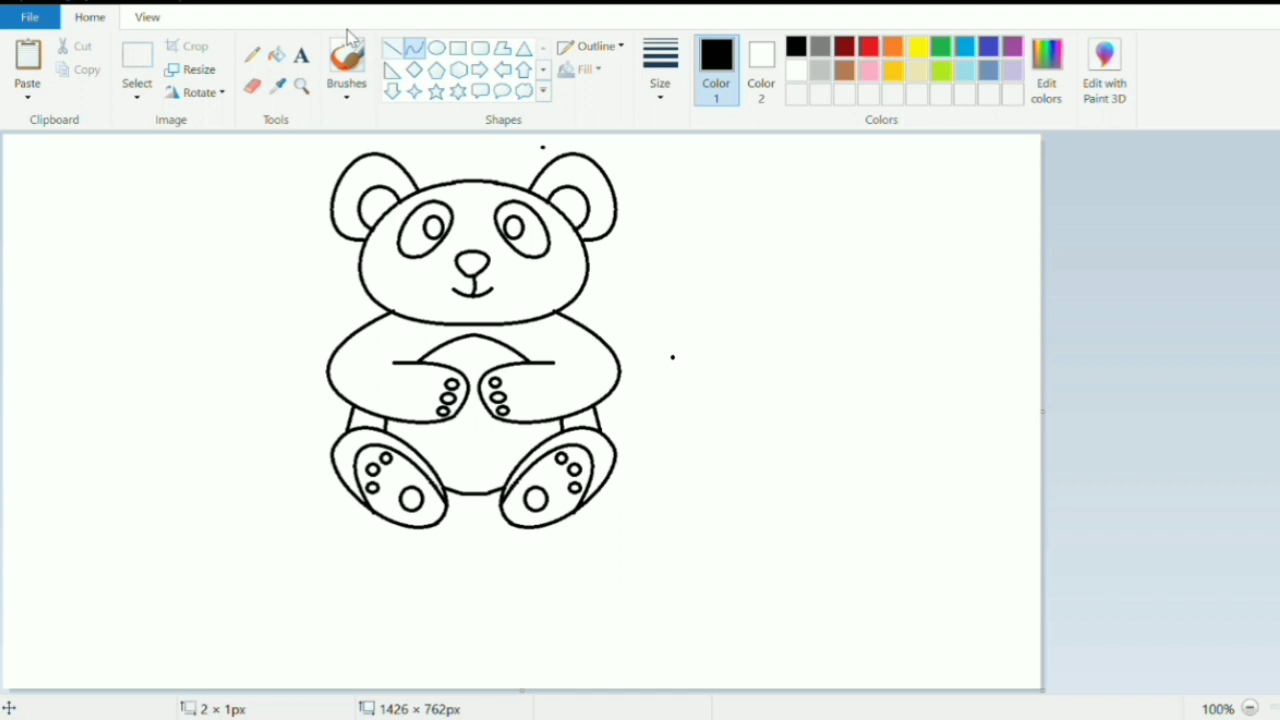 File Home View
Paste
Cut
Copy
Clipboard
Select
Crop
Resize
Rotate
Image
A
Tools
Brushes
Outline
Fill
Shapes
Size
Color 1
Color 2
Edit colors
Colors
Edit with Paint 3D
2 × 1px
1426 × 762px
100%